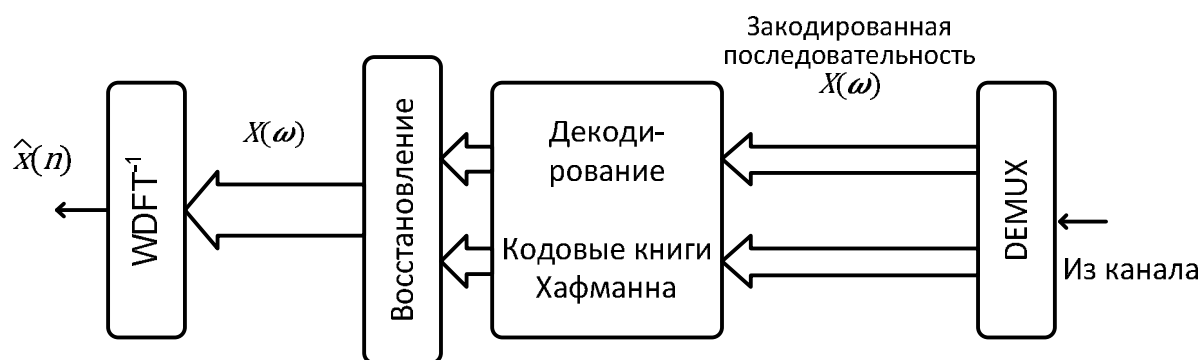 Закодированная
последовательность
X(ω)
X(ω)
x̂(n)
WDFT⁻¹
Восстановление
Декоди-
рование
Кодовые книги
Хафманна
DEMUX
Из канала